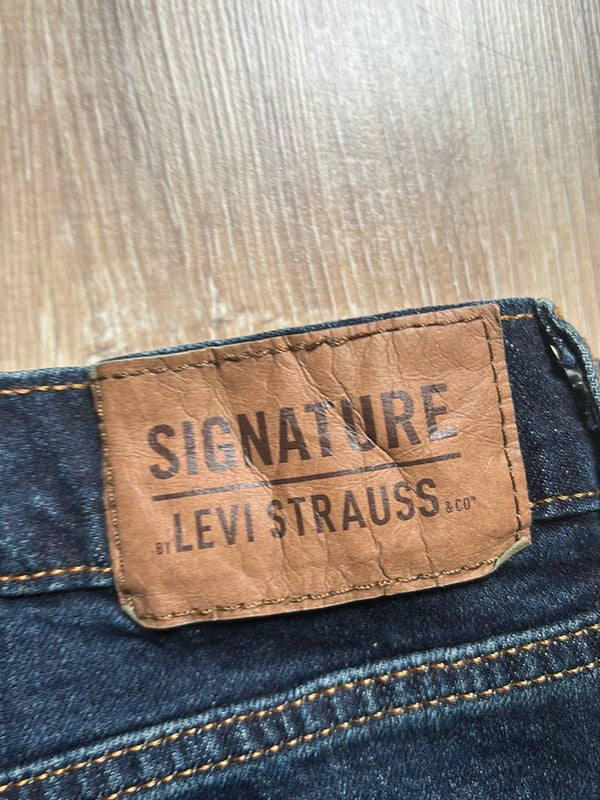 SIGNATURE
BY LEVI STRAUSS & CO™